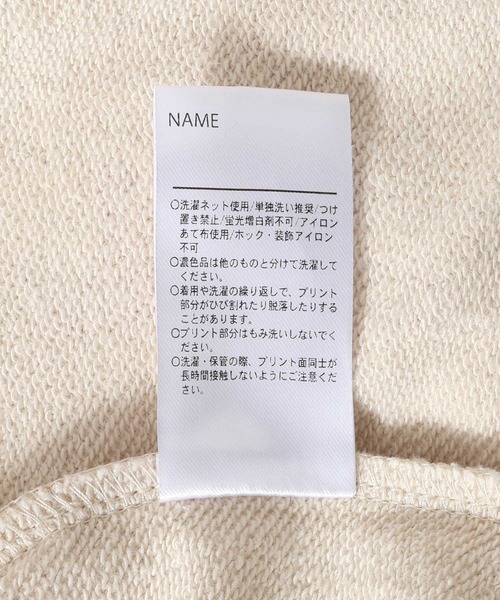 NAME
○洗濯ネット使用/単独洗い推奨/つけ
置き禁止/蛍光増白剤不可/アイロン
あて布使用/ホック・装飾アイロン
不可
○濃色品は他のものと分けて洗濯して
ください。
○着用や洗濯の繰り返しで、プリント
部分がひび割れたり脱落したりする
ことがあります。
○プリント部分はもみ洗いしないでく
ださい。
○洗濯・保管の際、プリント面同士が
長時間接触しないようにご注意くだ
さい。